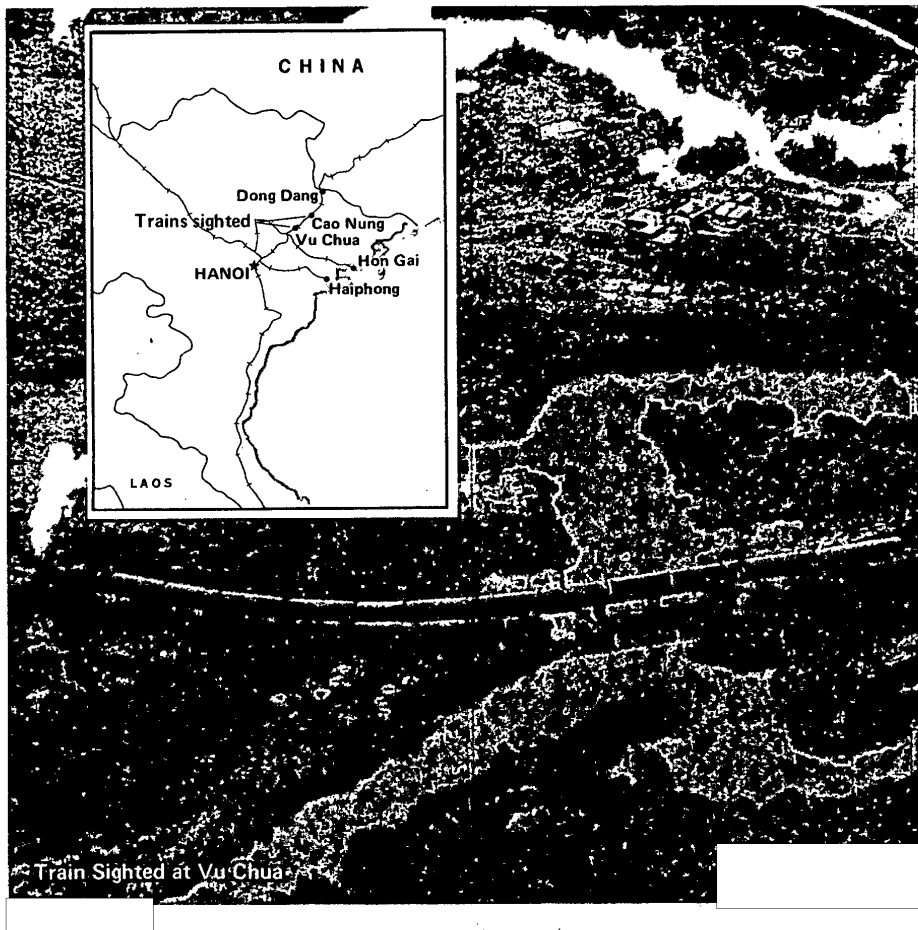 CHINA
Dong Dang
Trains sighted
Cao Nung
Vu Chua
HANOI
Hon Gai
Haiphong
LAOS
Train Sighted at Vu Chua